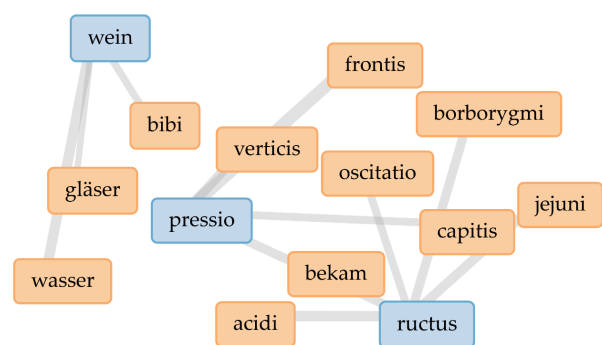 wein
frontis
borborygmi
bibi
verticis
oscitatio
gläser
jejuni
pressio
capitis
bekam
wasser
acidi
ructus